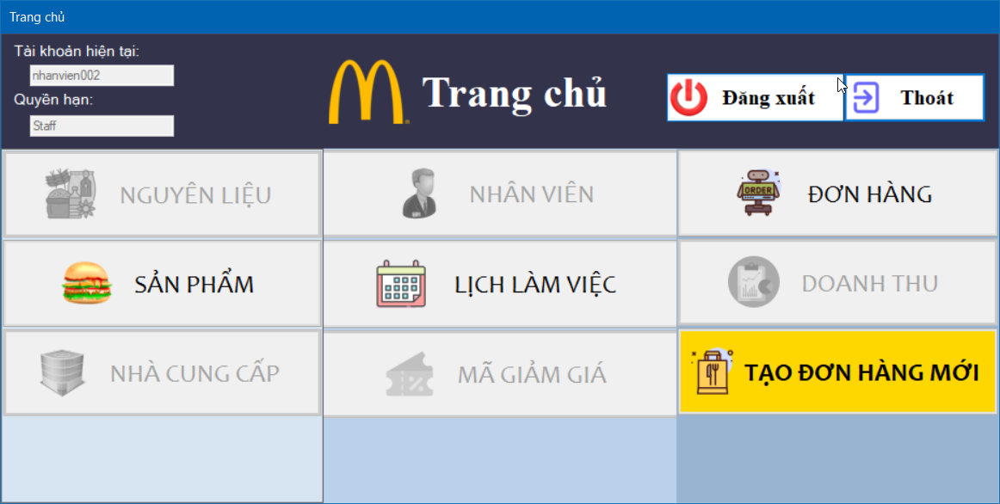 Trang chủ
Tài khoản hiện tại:
nhanvien002
Quyền hạn:
Staff
Trang chủ
Đăng xuất
Thoát
NGUYÊN LIỆU
NHÂN VIÊN
ORDER
ĐƠN HÀNG
SẢN PHẨM
LỊCH LÀM VIỆC
DOANH THU
NHÀ CUNG CẤP
MÃ GIẢM GIÁ
TẠO ĐƠN HÀNG MỚI